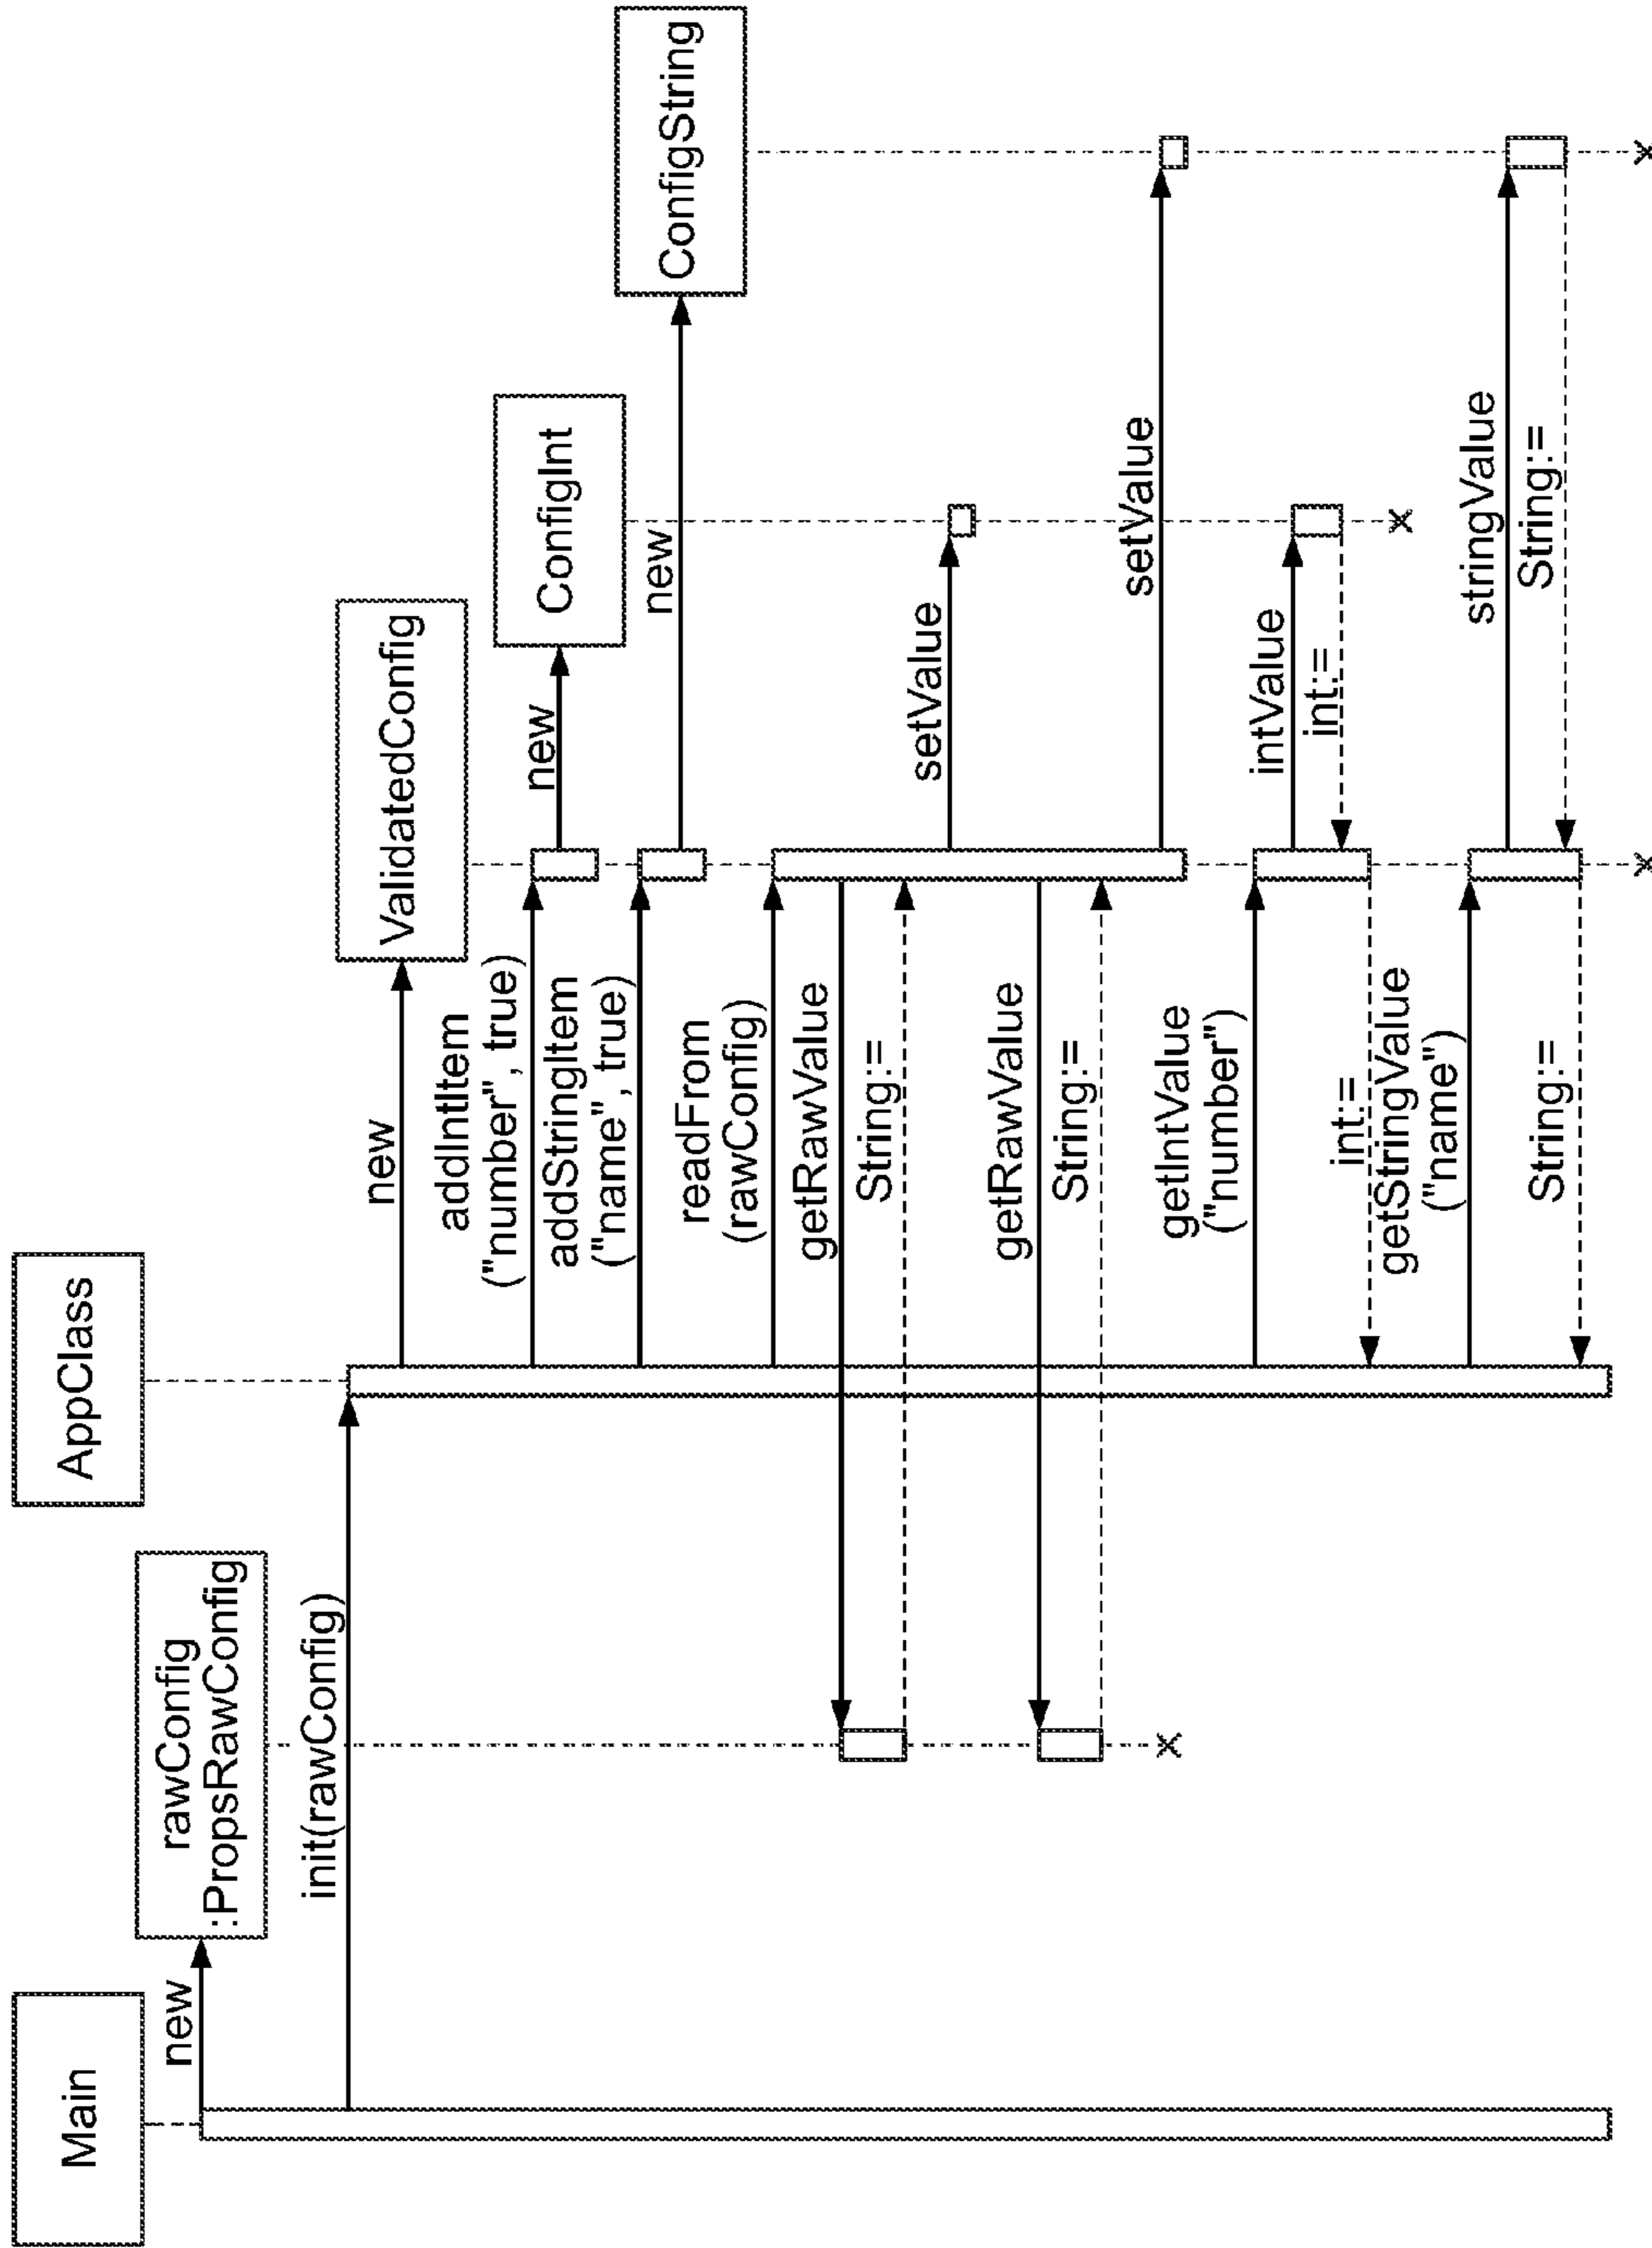 Main
AppClass
new
rawConfig
:PropsRawConfig
init(rawConfig)
new
ValidatedConfig
addIntItem
("number", true)
new
ConfigInt
addStringItem
("name", true)
new
ConfigString
readFrom
(rawConfig)
getRawValue
String:=
setValue
getRawValue
String:=
setValue
getIntValue
("number")
intValue
int:=
int:=
getStringValue
("name")
stringValue
String:=
String:=